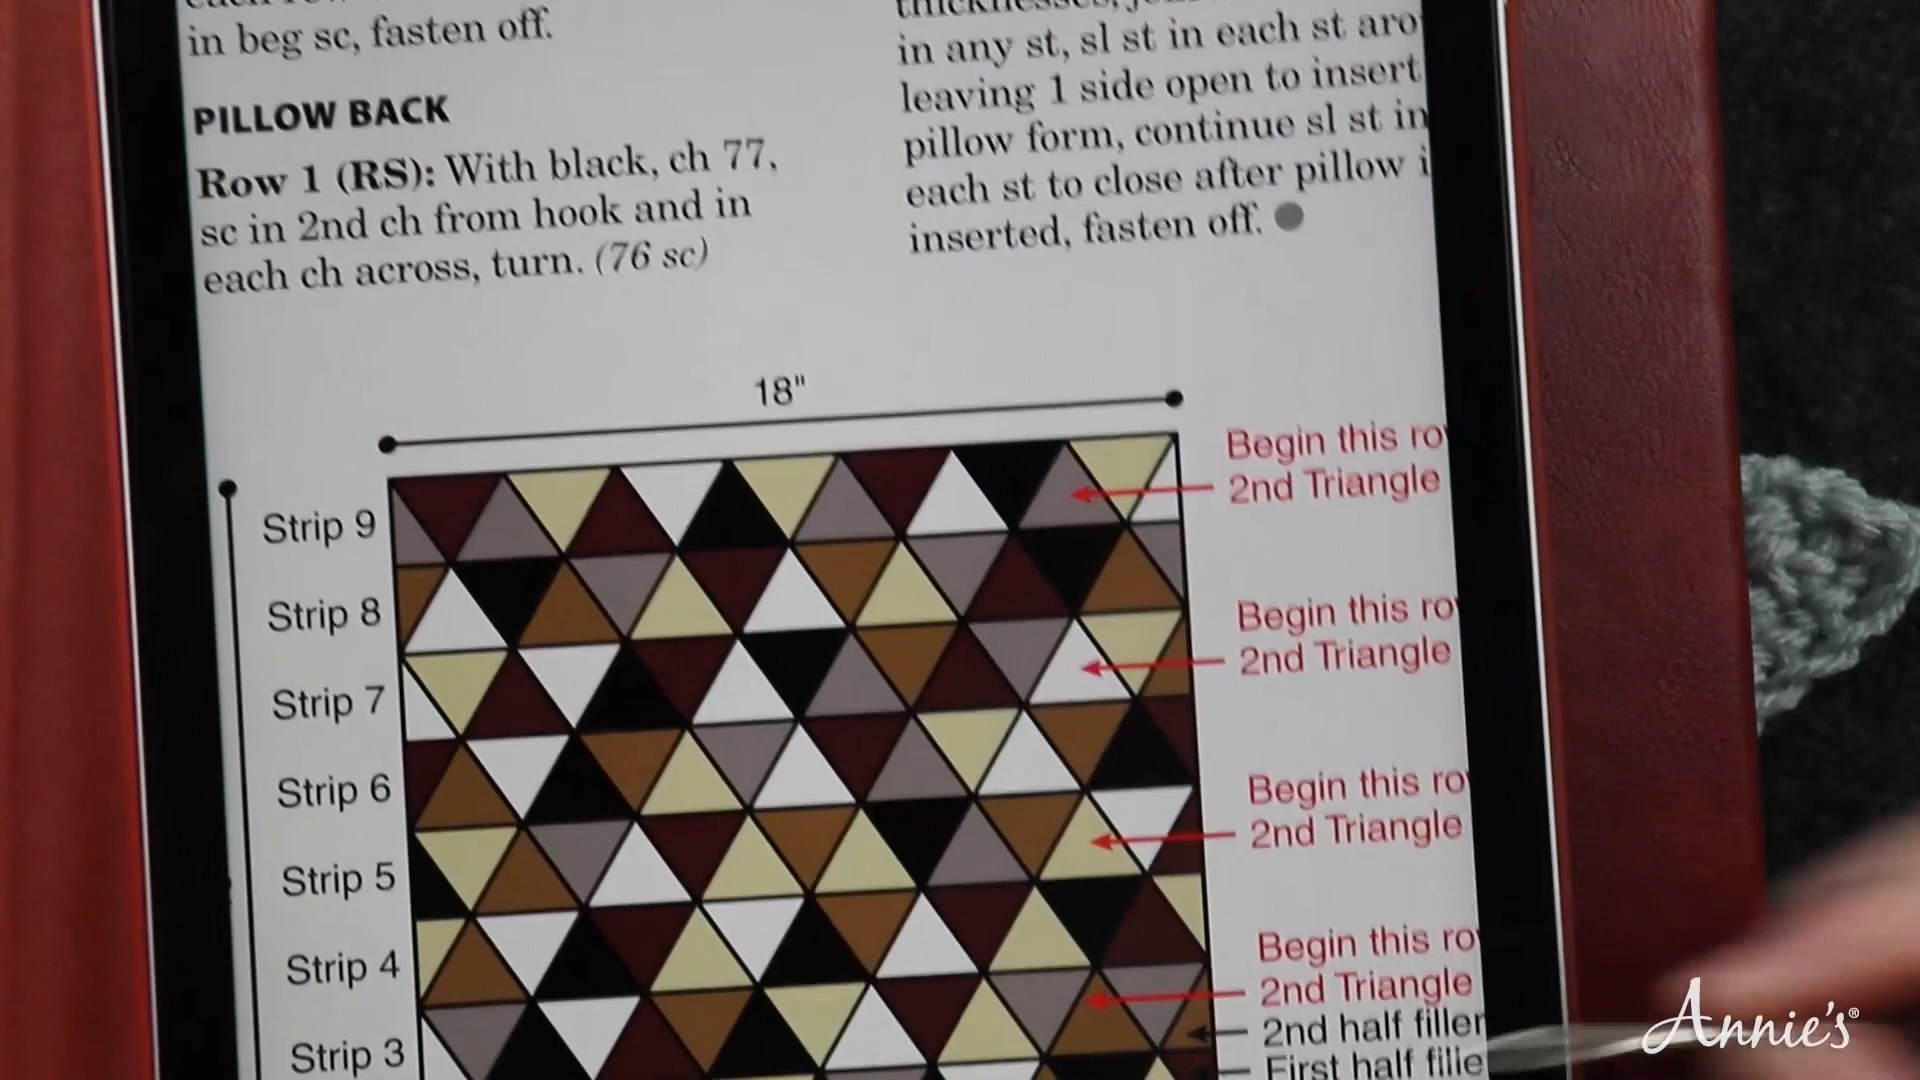 in beg sc, fasten off.
PILLOW BACK
Row 1 (RS): With black, ch 77,
sc in 2nd ch from hook and in
each ch across, turn. (76 sc)
in any st, sl st in each st aro
leaving 1 side open to insert
pillow form, continue sl st in
each st to close after pillow i
inserted, fasten off.
18"
Strip 9
Strip 8
Strip 7
Strip 6
Strip 5
Strip 4
Strip 3
Begin this ro
2nd Triangle
Begin this ro
2nd Triangle
Begin this ro
2nd Triangle
Begin this ro
2nd Triangle
2nd half filler
First half fille
Annie's®